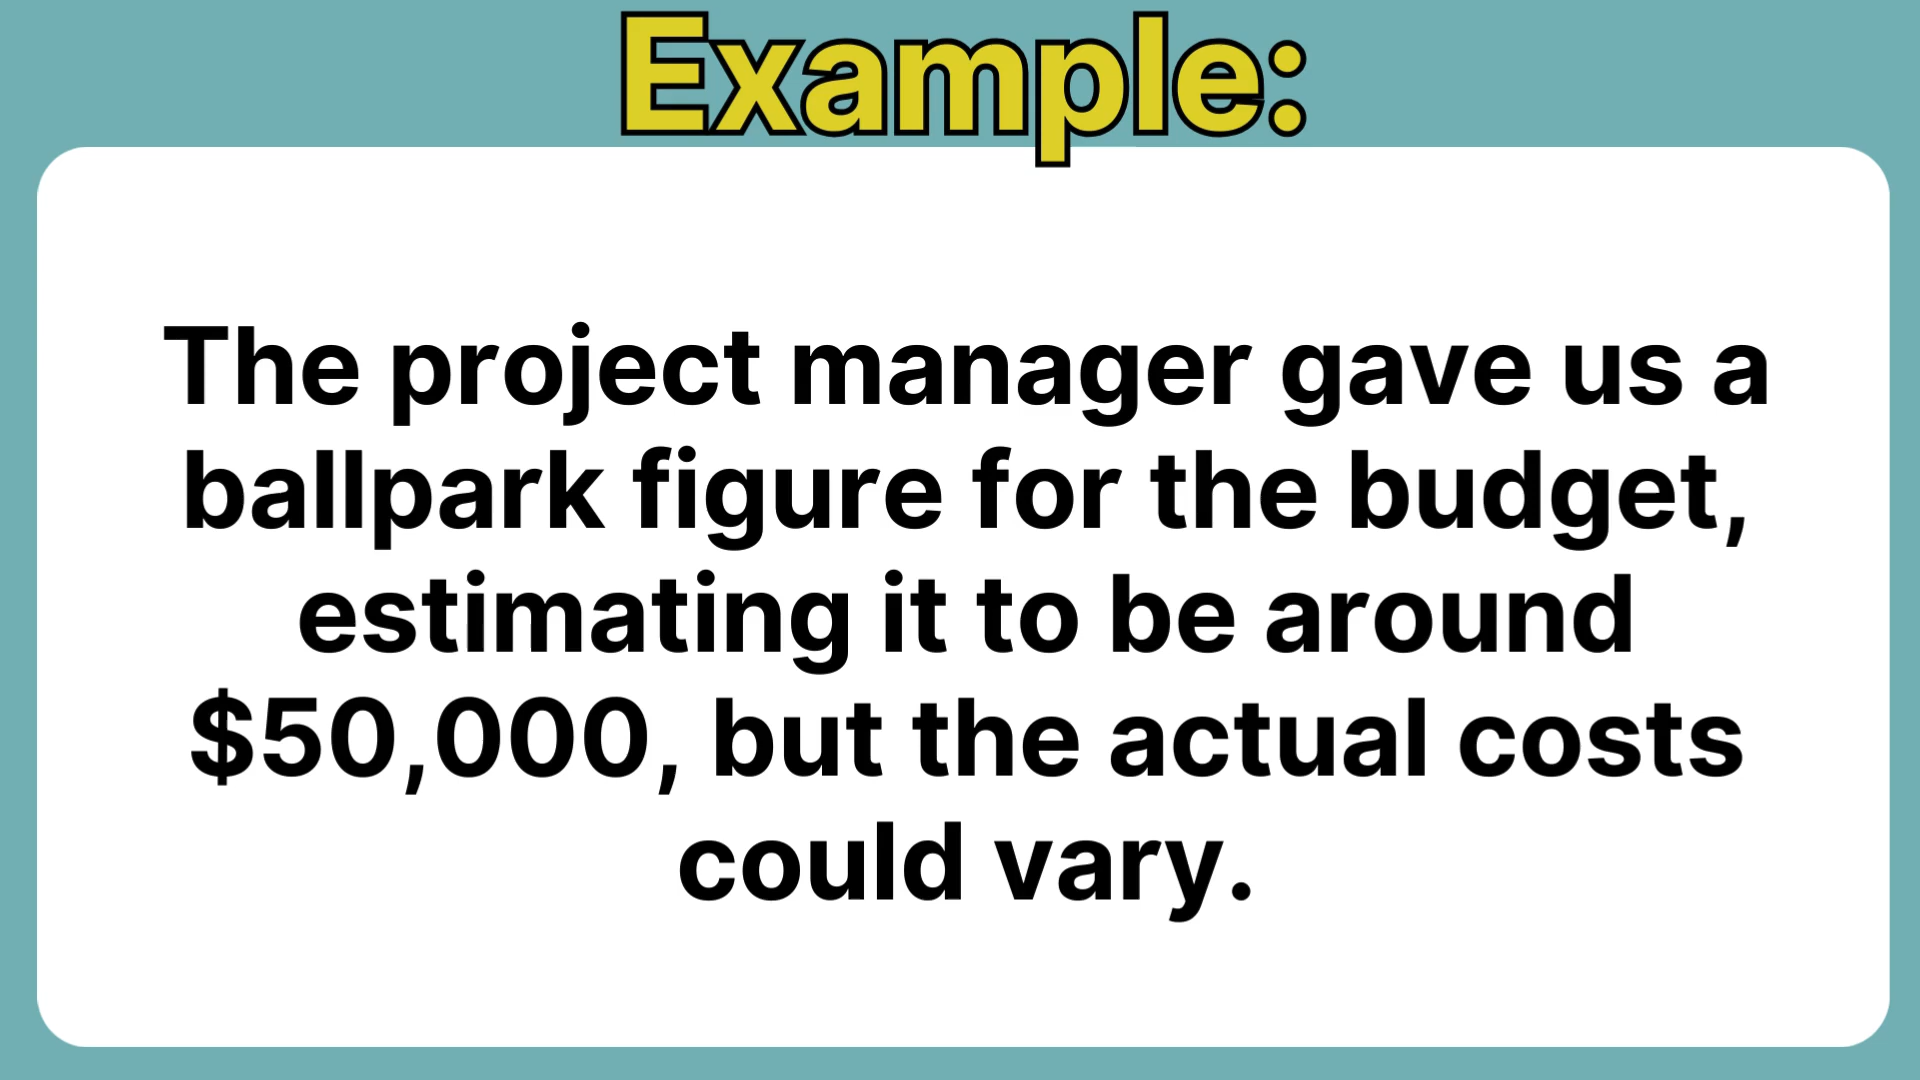 Example:
The project manager gave us a
ballpark figure for the budget,
estimating it to be around
$50,000, but the actual costs
could vary.